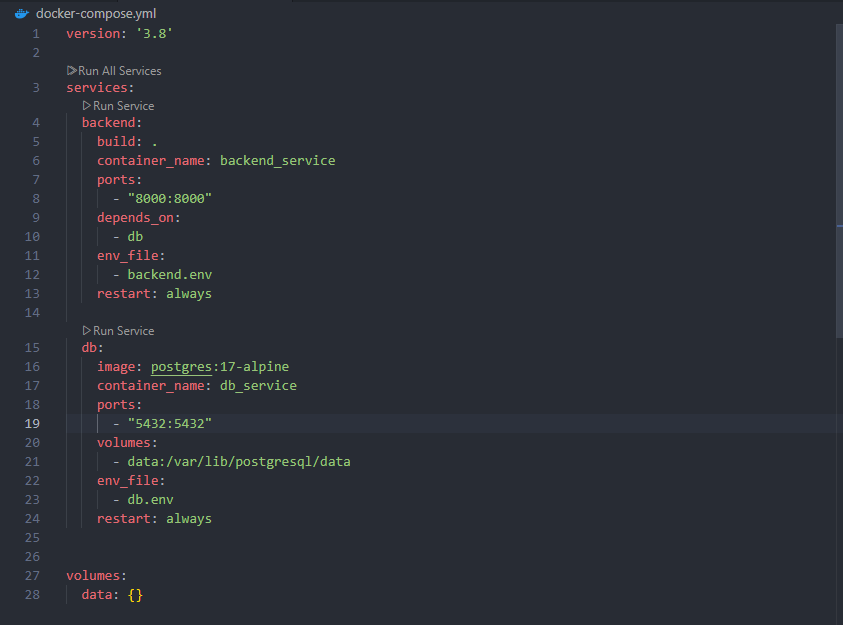 docker-compose.yml
1 version: '3.8'
2
Run All Services
3 services:
Run Service
4   backend:
5     build: .
6     container_name: backend_service
7     ports:
8       - "8000:8000"
9     depends_on:
10       - db
11     env_file:
12       - backend.env
13     restart: always
14
Run Service
15   db:
16     image: postgres:17-alpine
17     container_name: db_service
18     ports:
19       - "5432:5432"
20     volumes:
21       - data:/var/lib/postgresql/data
22     env_file:
23       - db.env
24     restart: always
25
26
27 volumes:
28   data: {}